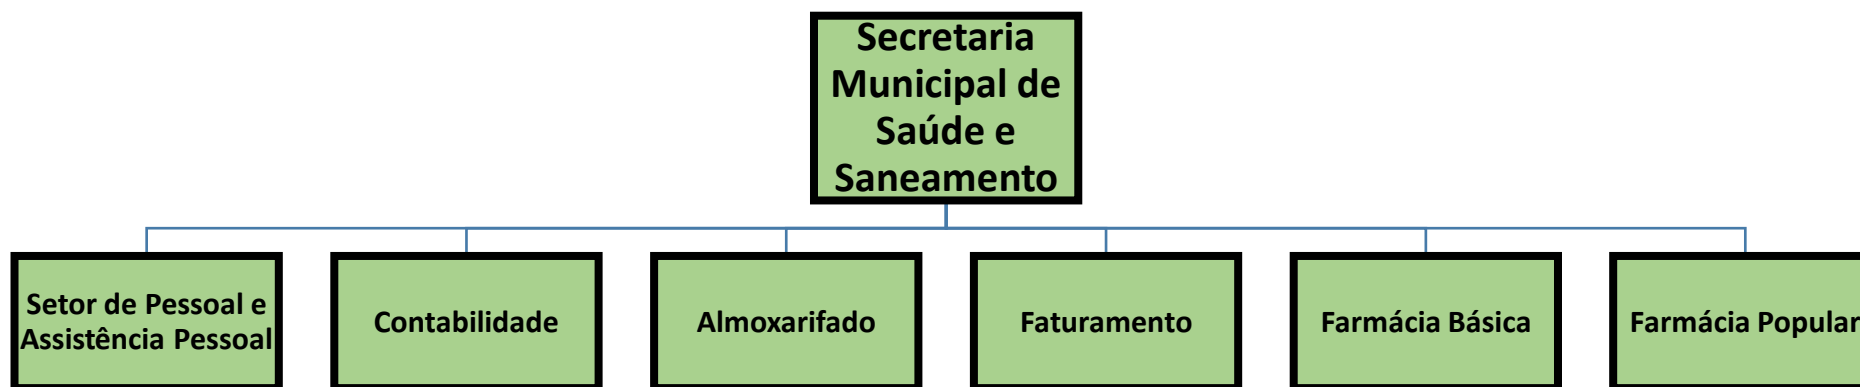 Secretaria
Municipal de
Saúde e
Saneamento
Setor de Pessoal e
Assistência Pessoal
Contabilidade
Almoxarifado
Faturamento
Farmácia Básica
Farmácia Popular